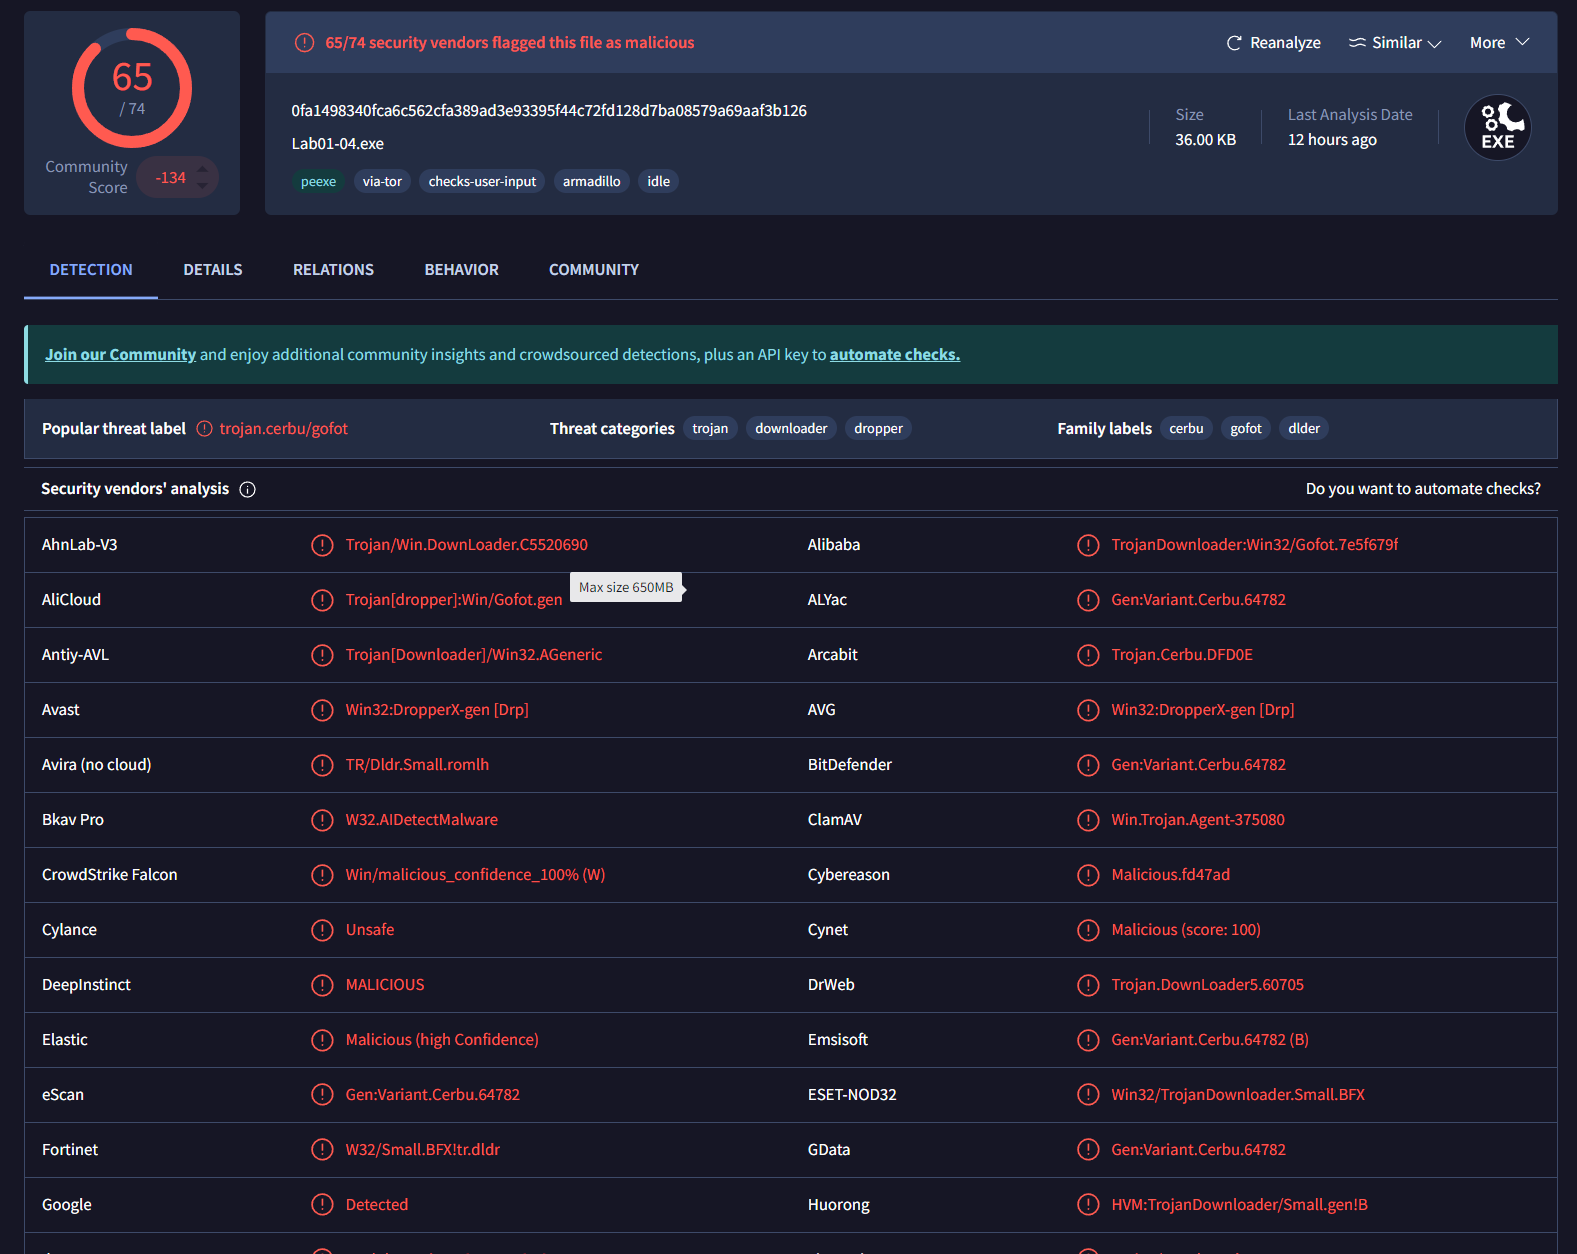 65
/ 74
Community
Score
-134
65/74 security vendors flagged this file as malicious
Reanalyze
Similar
More
0fa1498340fca6c562cfa389ad3e93395f44c72fd128d7ba08579a69aaf3b126
Lab01-04.exe
peexe via-tor checks-user-input armadillo idle
Size
36.00 KB
Last Analysis Date
12 hours ago
EXE
DETECTION DETAILS RELATIONS BEHAVIOR COMMUNITY
Join our Community and enjoy additional community insights and crowdsourced detections, plus an API key to automate checks.
Popular threat label trojan.cerbu/gofot Threat categories trojan downloader dropper Family labels cerbu gofot dlder
Security vendors' analysis Do you want to automate checks?
AhnLab-V3 Trojan/Win.DownLoader.C5520690 Alibaba TrojanDownloader:Win32/Gofot.7e5f679f
Max size 650MB
AliCloud Trojan[dropper]:Win/Gofot.gen ALYac Gen:Variant.Cerbu.64782
Antiy-AVL Trojan[Downloader]/Win32.AGeneric Arcabit Trojan.Cerbu.DFD0E
Avast Win32:DropperX-gen [Drp] AVG Win32:DropperX-gen [Drp]
Avira (no cloud) TR/Dldr.Small.romlh BitDefender Gen:Variant.Cerbu.64782
Bkav Pro W32.AIDetectMalware ClamAV Win.Trojan.Agent-375080
CrowdStrike Falcon Win/malicious_confidence_100% (W) Cybereason Malicious.fd47ad
Cylance Unsafe Cynet Malicious (score: 100)
DeepInstinct MALICIOUS DrWeb Trojan.DownLoader5.60705
Elastic Malicious (high Confidence) Emsisoft Gen:Variant.Cerbu.64782 (B)
eScan Gen:Variant.Cerbu.64782 ESET-NOD32 Win32/TrojanDownloader.Small.BFX
Fortinet W32/Small.BFX!tr.dldr GData Gen:Variant.Cerbu.64782
Google Detected Huorong HVM:TrojanDownloader/Small.gen!B